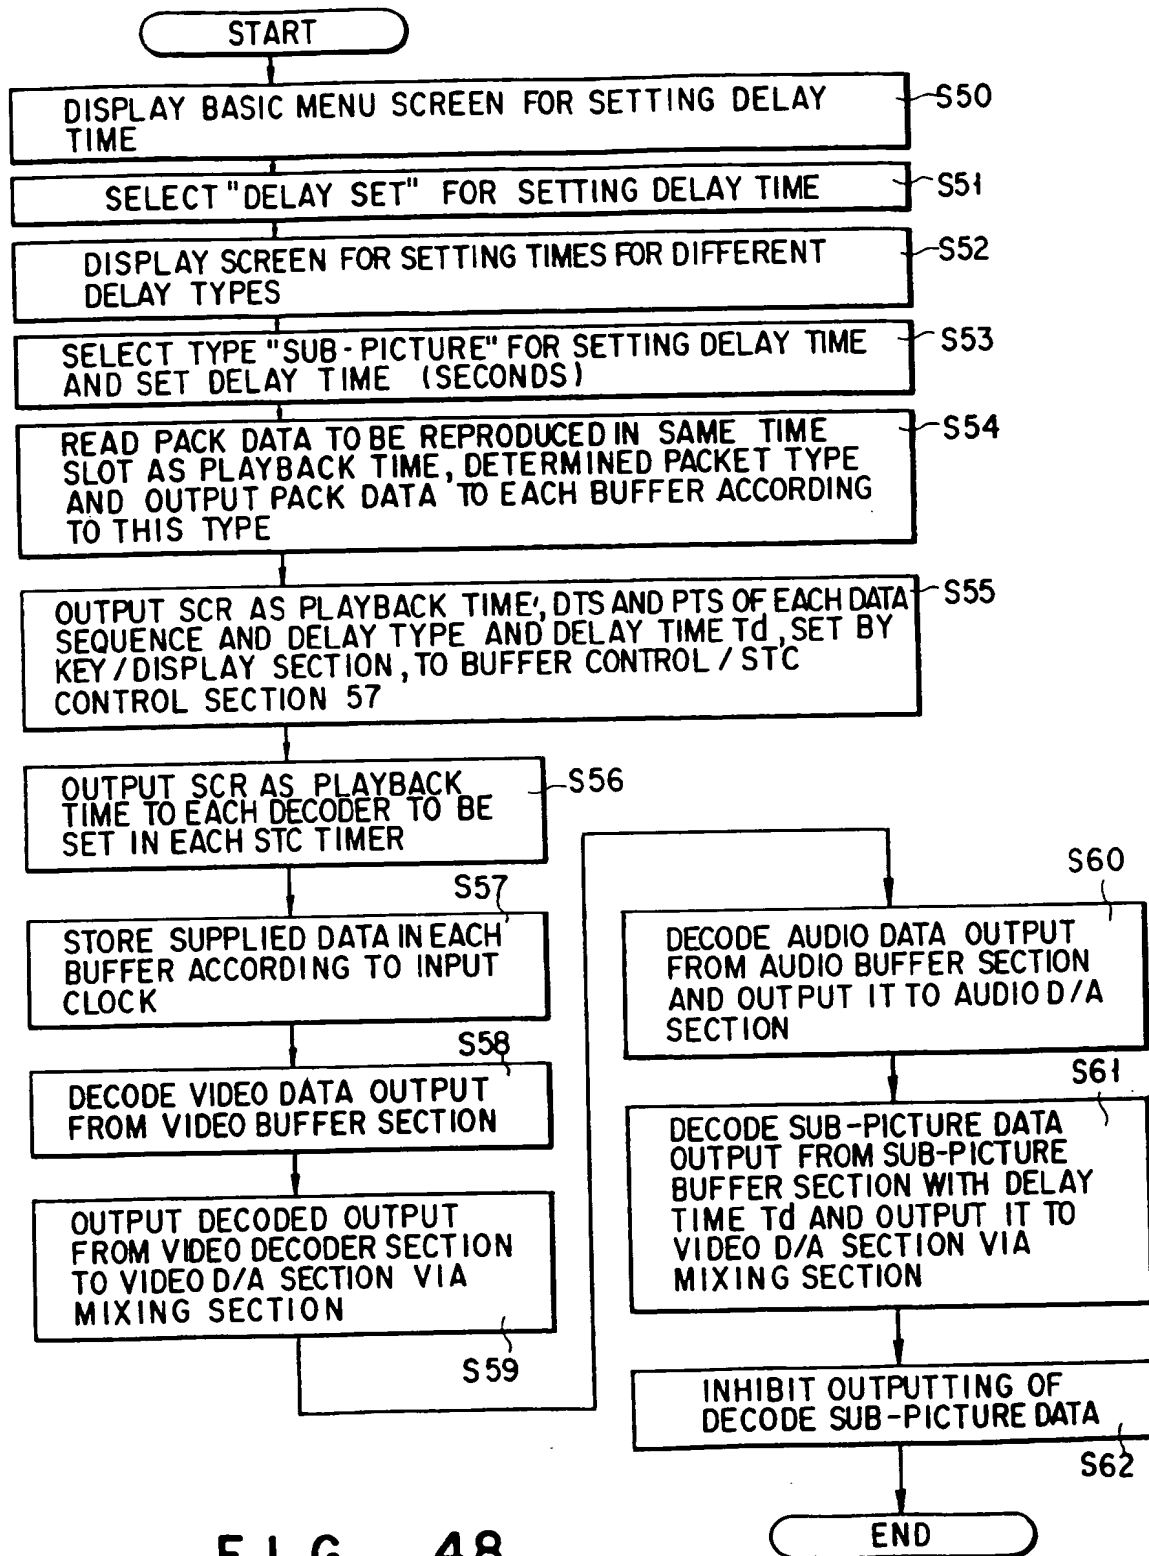 START
DISPLAY BASIC MENU SCREEN FOR SETTING DELAY
TIME
S50
SELECT "DELAY SET" FOR SETTING DELAY TIME
S51
DISPLAY SCREEN FOR SETTING TIMES FOR DIFFERENT
DELAY TYPES
S52
SELECT TYPE "SUB-PICTURE" FOR SETTING DELAY TIME
AND SET DELAY TIME (SECONDS)
S53
READ PACK DATA TO BE REPRODUCED IN SAME TIME
SLOT AS PLAYBACK TIME, DETERMINED PACKET TYPE
AND OUTPUT PACK DATA TO EACH BUFFER ACCORDING
TO THIS TYPE
S54
OUTPUT SCR AS PLAYBACK TIME, DTS AND PTS OF EACH DATA
SEQUENCE AND DELAY TYPE AND DELAY TIME Td, SET BY
KEY/DISPLAY SECTION, TO BUFFER CONTROL / STC
CONTROL SECTION 57
S55
OUTPUT SCR AS PLAYBACK
TIME TO EACH DECODER TO BE
SET IN EACH STC TIMER
S56
S57
STORE SUPPLIED DATA IN EACH
BUFFER ACCORDING TO INPUT
CLOCK
S58
DECODE VIDEO DATA OUTPUT
FROM VIDEO BUFFER SECTION
OUTPUT DECODED OUTPUT
FROM VIDEO DECODER SECTION
TO VIDEO D/A SECTION VIA
MIXING SECTION
S59
S60
DECODE AUDIO DATA OUTPUT
FROM AUDIO BUFFER SECTION
AND OUTPUT IT TO AUDIO D/A
SECTION
S61
DECODE SUB-PICTURE DATA
OUTPUT FROM SUB-PICTURE
BUFFER SECTION WITH DELAY
TIME Td AND OUTPUT IT TO
VIDEO D/A SECTION VIA
MIXING SECTION
INHIBIT OUTPUTTING OF
DECODE SUB-PICTURE DATA
S62
END
FIG. 48